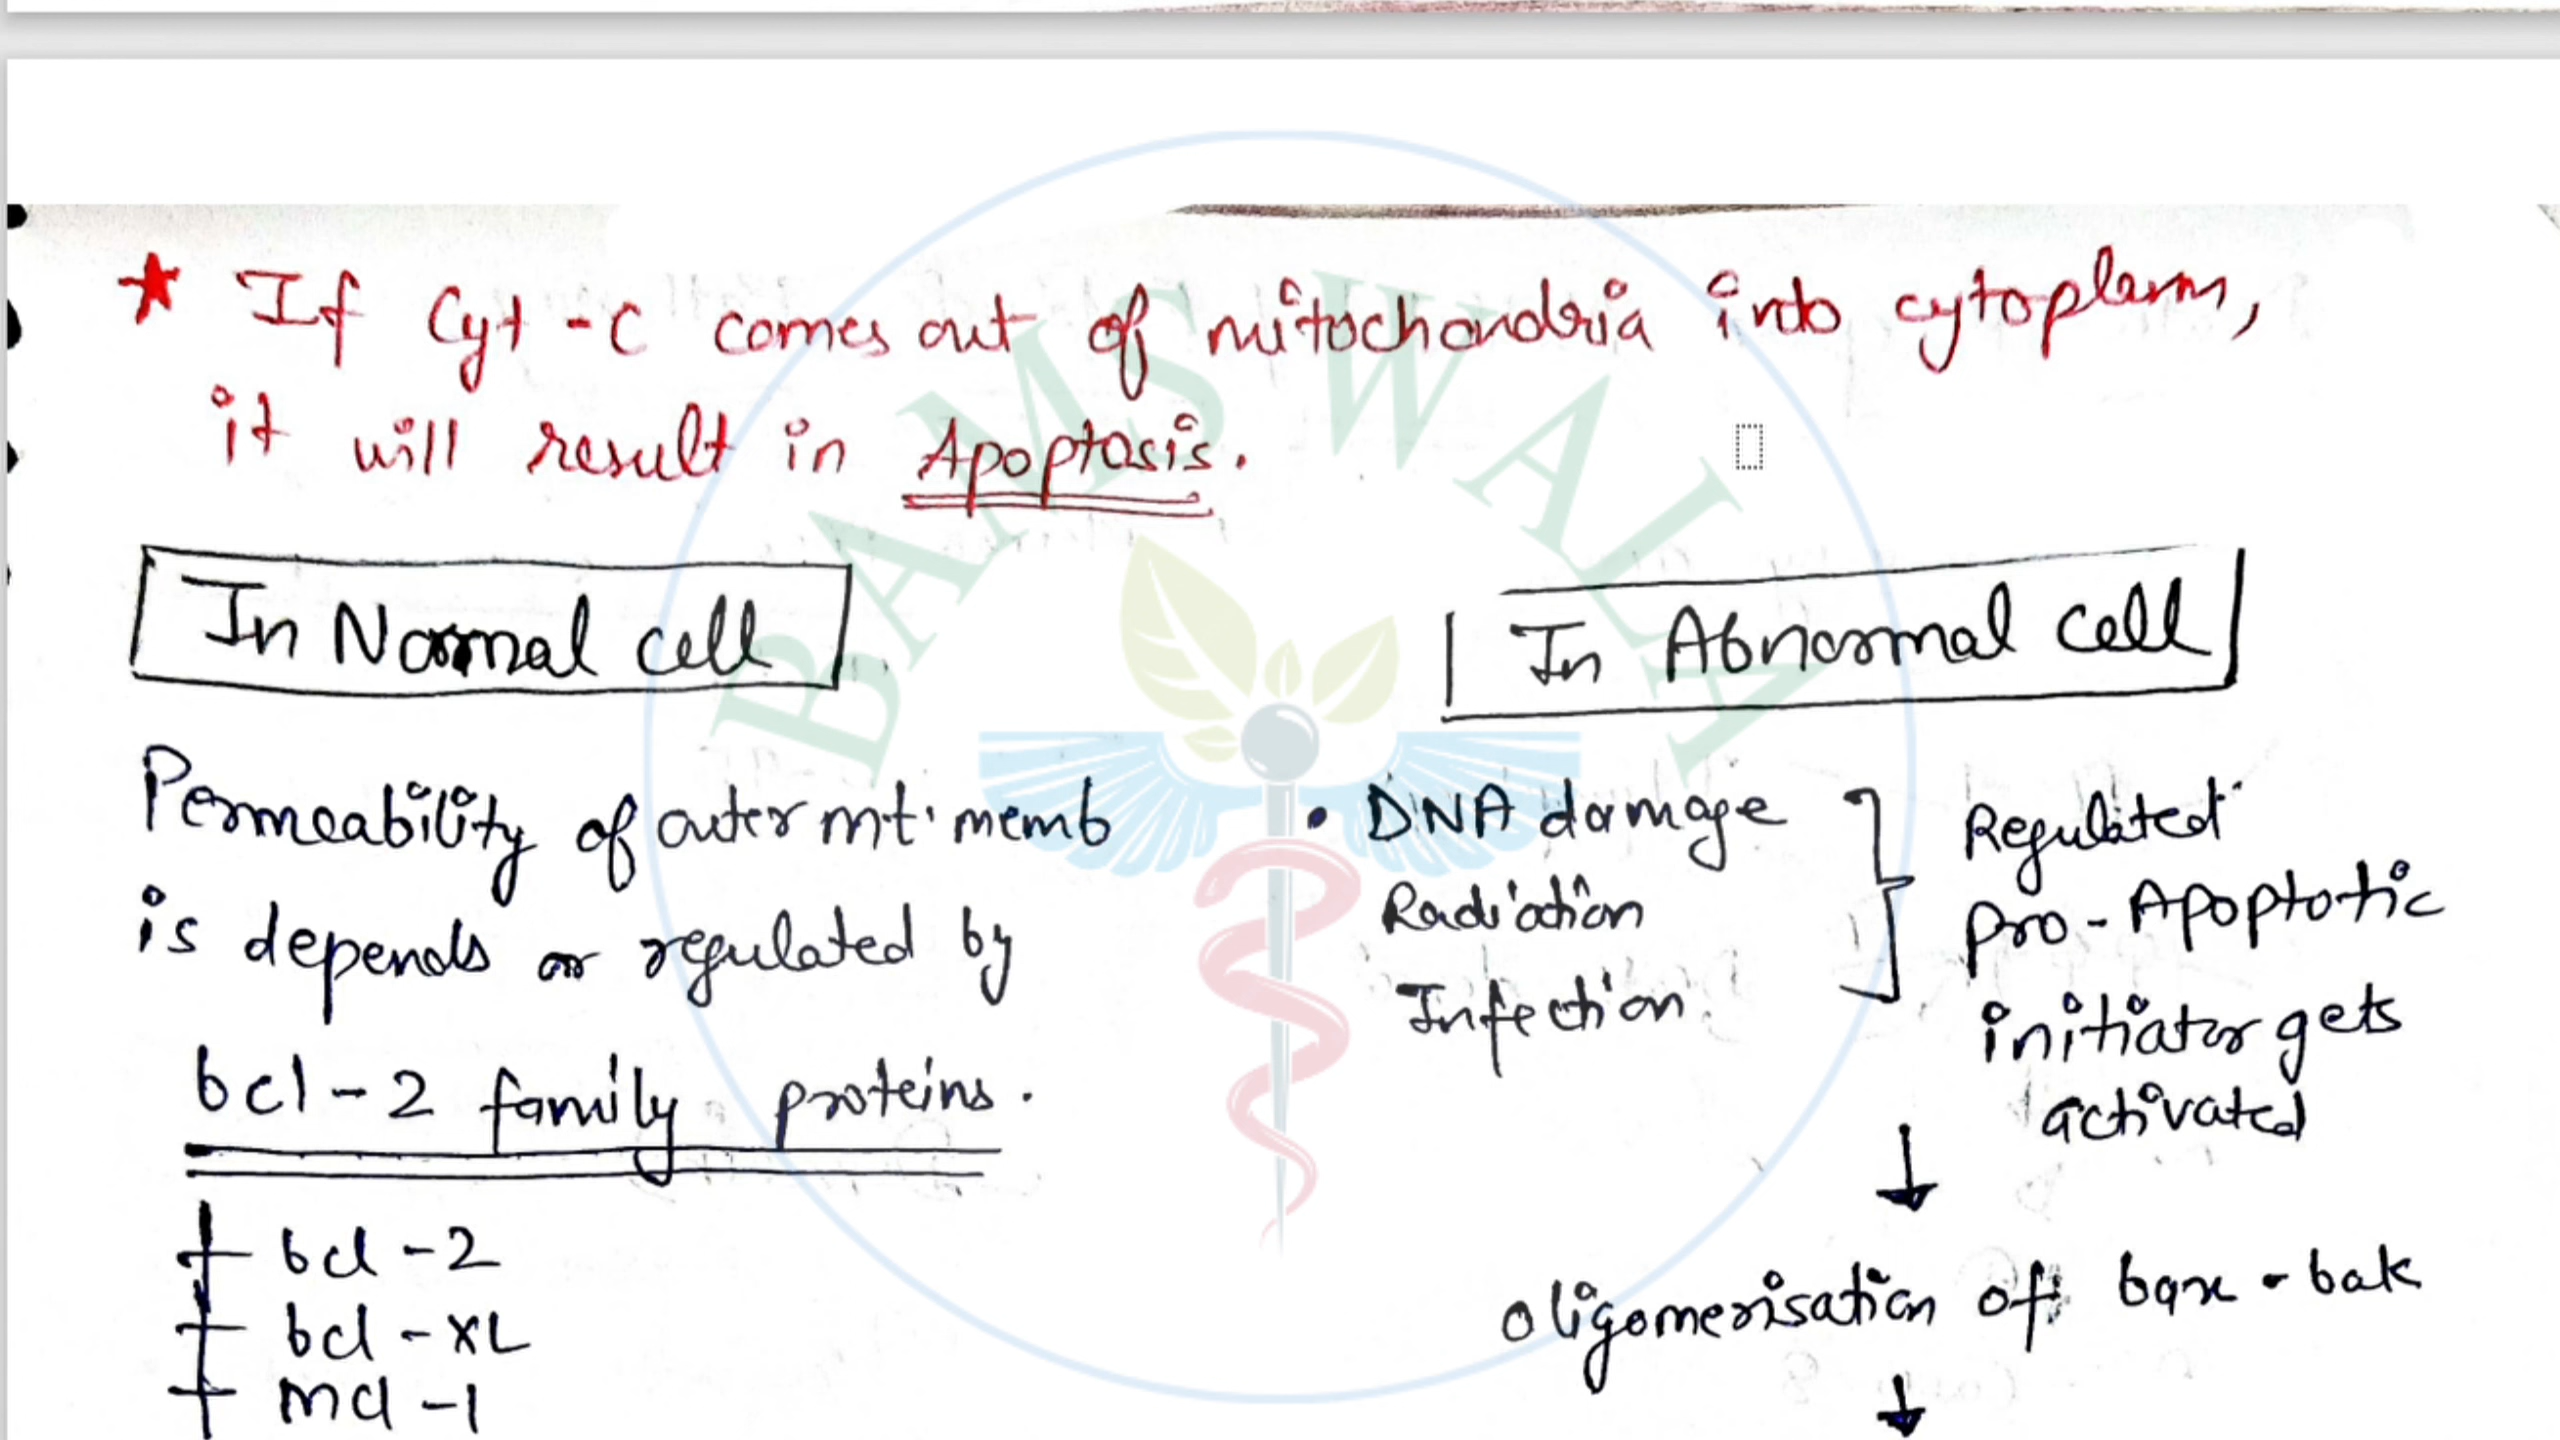 ★ If Cyt-C comes out of mitochondria into cytoplasm,
it will result in Apoptosis.
In Normal cell
Permeability of outer mt. memb
is depends or regulated by
bcl-2 family proteins.
bcl-2
bcl-XL
mcl-1
In Abnormal cell
• DNA damage
Radiation
Infection
Regulated
Pro-Apoptotic
initiator gets
activated
↓
oligomerisation of bax-bak
↓
BAMSWALA